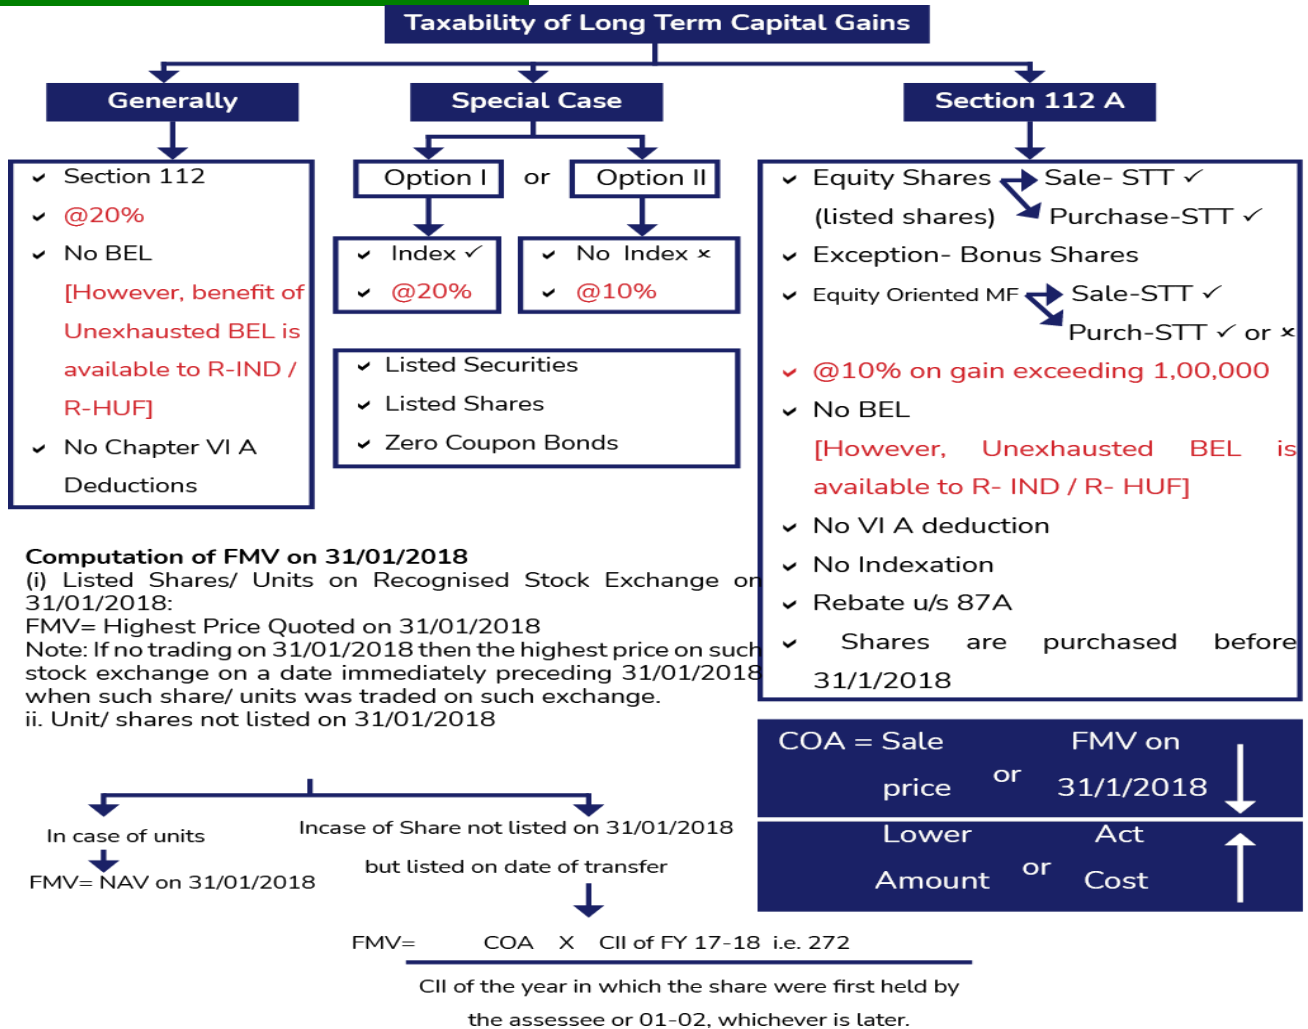 Taxability of Long Term Capital Gains
Generally
Section 112
@20%
No BEL
[However, benefit of
Unexhausted BEL is
available to R-IND /
R-HUF]
No Chapter VI A
Deductions
Special Case
Option I or Option II
Index ✓
@20%
No Index ×
@10%
Listed Securities
Listed Shares
Zero Coupon Bonds
Section 112 A
Equity Shares Sale- STT ✓
(listed shares) Purchase-STT ✓
Exception- Bonus Shares
Equity Oriented MF Sale-STT ✓
Purch-STT ✓ or ×
@10% on gain exceeding 1,00,000
No BEL
[However, Unexhausted BEL is
available to R- IND / R- HUF]
No VI A deduction
No Indexation
Rebate u/s 87A
Shares are purchased before
31/1/2018
COA = Sale FMV on
price or 31/1/2018
Lower Act
Amount or Cost
Computation of FMV on 31/01/2018
(i) Listed Shares/ Units on Recognised Stock Exchange on
31/01/2018:
FMV= Highest Price Quoted on 31/01/2018
Note: If no trading on 31/01/2018 then the highest price on such
stock exchange on a date immediately preceding 31/01/2018
when such share/ units was traded on such exchange.
ii. Unit/ shares not listed on 31/01/2018
In case of units
FMV= NAV on 31/01/2018
Incase of Share not listed on 31/01/2018
but listed on date of transfer
FMV= COA X CII of FY 17-18 i.e. 272
CII of the year in which the share were first held by
the assessee or 01-02, whichever is later.